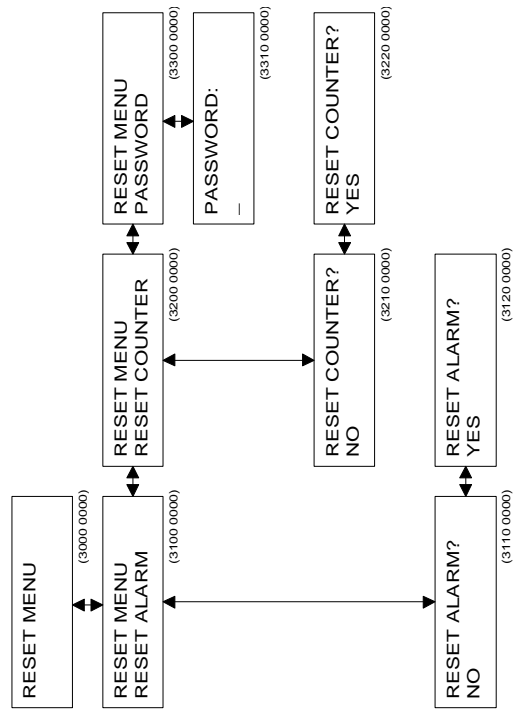 RESET MENU
(3000 0000)
RESET MENU
RESET ALARM
(3100 0000)
RESET MENU
RESET COUNTER
(3200 0000)
RESET MENU
PASSWORD
(3300 0000)
PASSWORD:
_
(3310 0000)
RESET COUNTER?
NO
(3210 0000)
RESET COUNTER?
YES
(3220 0000)
RESET ALARM?
NO
(3110 0000)
RESET ALARM?
YES
(3120 0000)